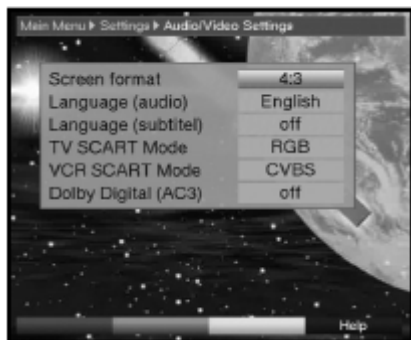 Main Menu ▶ Settings ▶ Audio/Video Settings
Screen format 4:3
Language (audio) English
Language (subtitel) off
TV SCART Mode RGB
VCR SCART Mode CVBS
Dolby Digital (AC3) off
Help